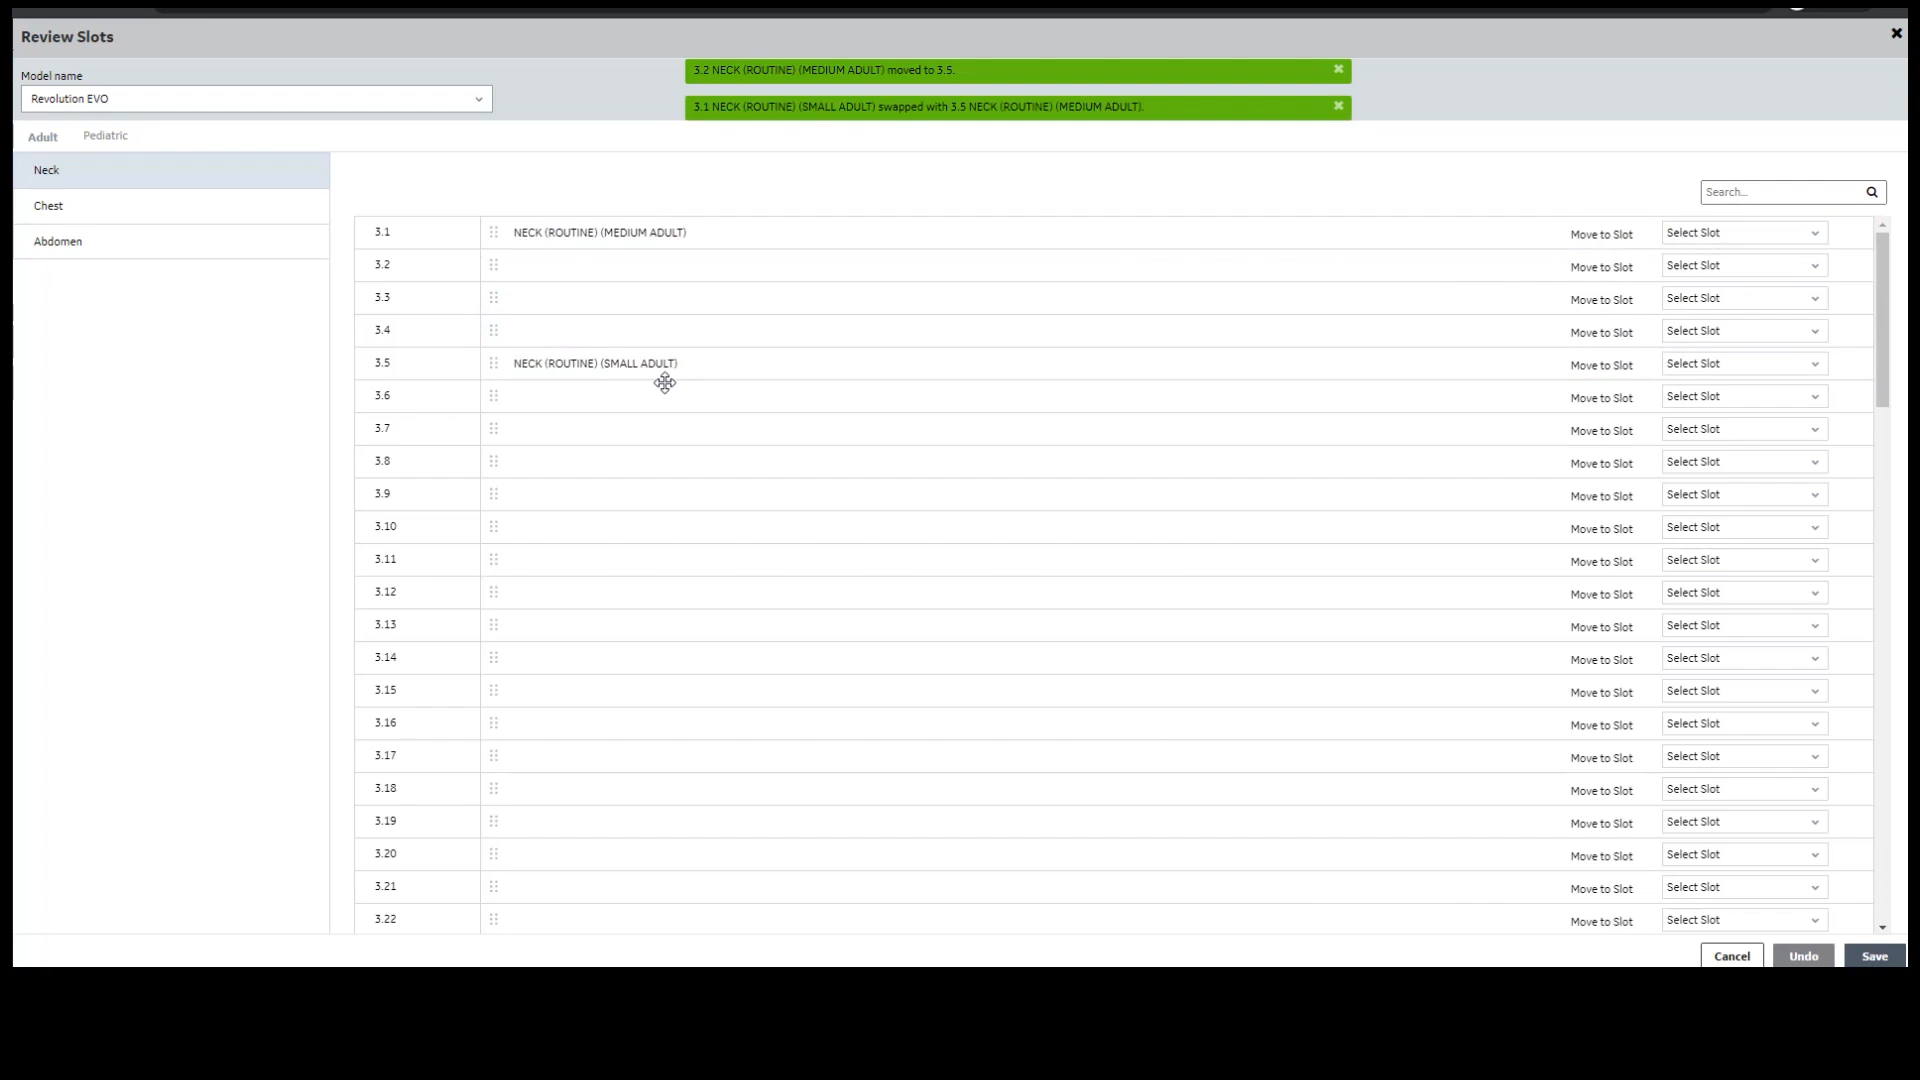 Review Slots
Model name
Revolution EVO
3.2 NECK (ROUTINE) (MEDIUM ADULT) moved to 3.5.
3.1 NECK (ROUTINE) (SMALL ADULT) swapped with 3.5 NECK (ROUTINE) (MEDIUM ADULT).
Adult Pediatric
Neck
Chest
Abdomen
Search...
3.1 NECK (ROUTINE) (MEDIUM ADULT) Move to Slot Select Slot
3.2 Move to Slot Select Slot
3.3 Move to Slot Select Slot
3.4 Move to Slot Select Slot
3.5 NECK (ROUTINE) (SMALL ADULT) Move to Slot Select Slot
3.6 Move to Slot Select Slot
3.7 Move to Slot Select Slot
3.8 Move to Slot Select Slot
3.9 Move to Slot Select Slot
3.10 Move to Slot Select Slot
3.11 Move to Slot Select Slot
3.12 Move to Slot Select Slot
3.13 Move to Slot Select Slot
3.14 Move to Slot Select Slot
3.15 Move to Slot Select Slot
3.16 Move to Slot Select Slot
3.17 Move to Slot Select Slot
3.18 Move to Slot Select Slot
3.19 Move to Slot Select Slot
3.20 Move to Slot Select Slot
3.21 Move to Slot Select Slot
3.22 Move to Slot Select Slot
Cancel Undo Save